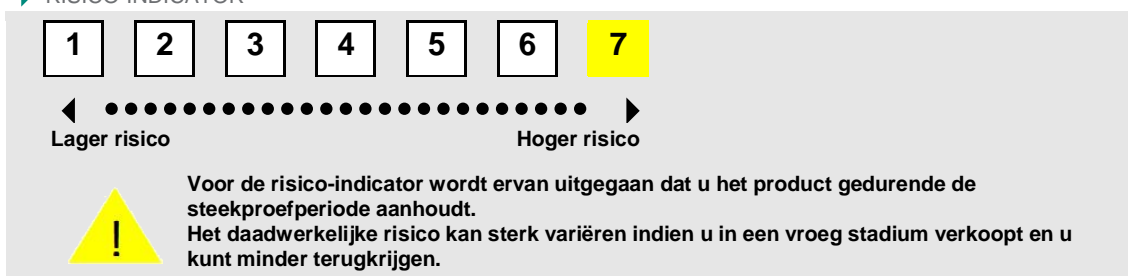 RISICO-INDICATOR
1 2 3 4 5 6 7
Lager risico Hoger risico
!
Voor de risico-indicator wordt ervan uitgegaan dat u het product gedurende de
steekproefperiode aanhoudt.
Het daadwerkelijke risico kan sterk variëren indien u in een vroeg stadium verkoopt en u
kunt minder terugkrijgen.